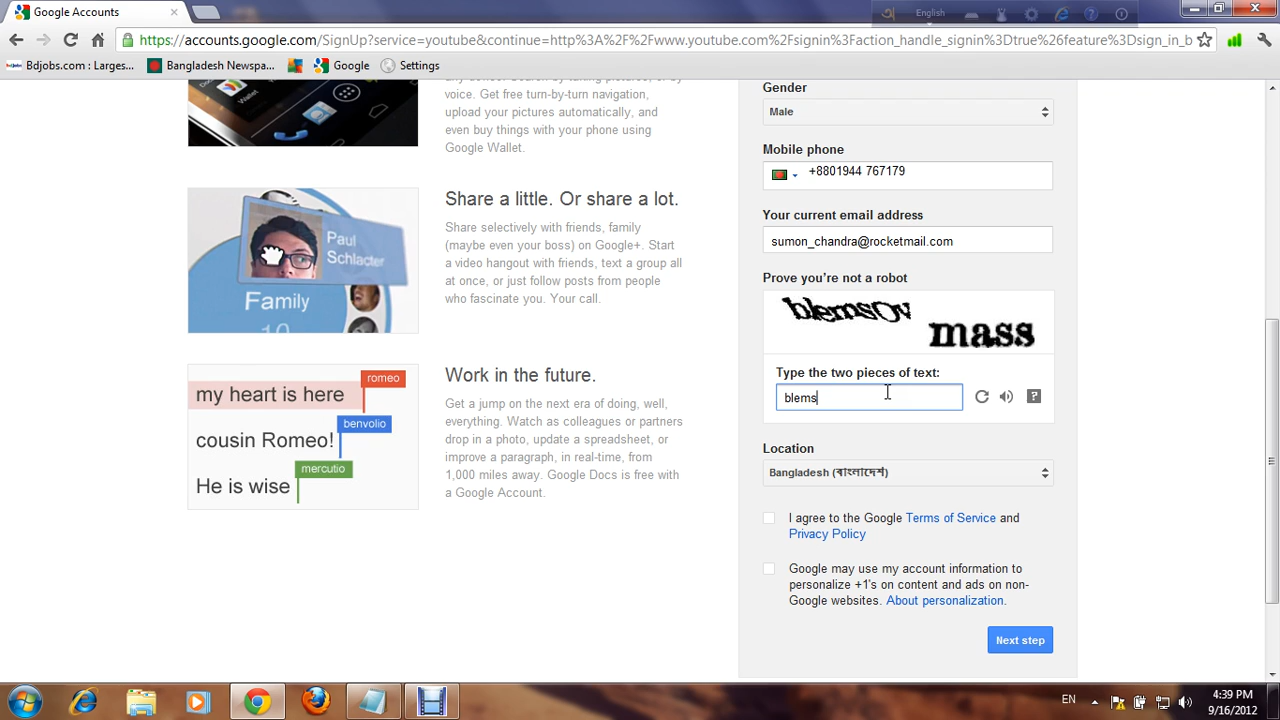 Google Accounts
English
https://accounts.google.com/SignUp?service=youtube&continue=http%3A%2F%2Fwww.youtube.com%2Fsignin%3Faction_handle_signin%3Dtrue%26feature%3Dsign_in_b
Bdjobs.com : Larges...
Bangladesh Newspa...
Google
Settings
voice. Get free turn-by-turn navigation,
upload your pictures automatically, and
even buy things with your phone using
Google Wallet.
Share a little. Or share a lot.
Share selectively with friends, family
(maybe even your boss) on Google+. Start
a video hangout with friends, text a group all
at once, or just follow posts from people
who fascinate you. Your call.
Paul
Schlacter
Family
10
Work in the future.
Get a jump on the next era of doing, well,
everything. Watch as colleagues or partners
drop in a photo, update a spreadsheet, or
improve a paragraph, in real-time, from
1,000 miles away. Google Docs is free with
a Google Account.
romeo
my heart is here
benvolio
cousin Romeo!
mercutio
He is wise
Gender
Male
Mobile phone
+8801944 767179
Your current email address
sumon_chandra@rocketmail.com
Prove you're not a robot
blemsOv mass
Type the two pieces of text:
blems
Location
Bangladesh (বাংলাদেশ)
I agree to the Google Terms of Service and
Privacy Policy
Google may use my account information to
personalize +1's on content and ads on non-
Google websites. About personalization.
Next step
EN
4:39 PM
9/16/2012